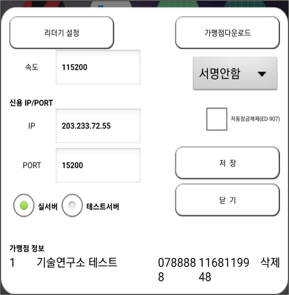 리더기 설정
가맹점다운로드
속도
115200
서명안함
신용 IP/PORT
자동잠금해제(ED-907)
IP
203.233.72.55
PORT
15200
저 장
실서버
테스트서버
닫 기
가맹점 정보
1 기술연구소 테스트 078888 11681199 삭제
8 48